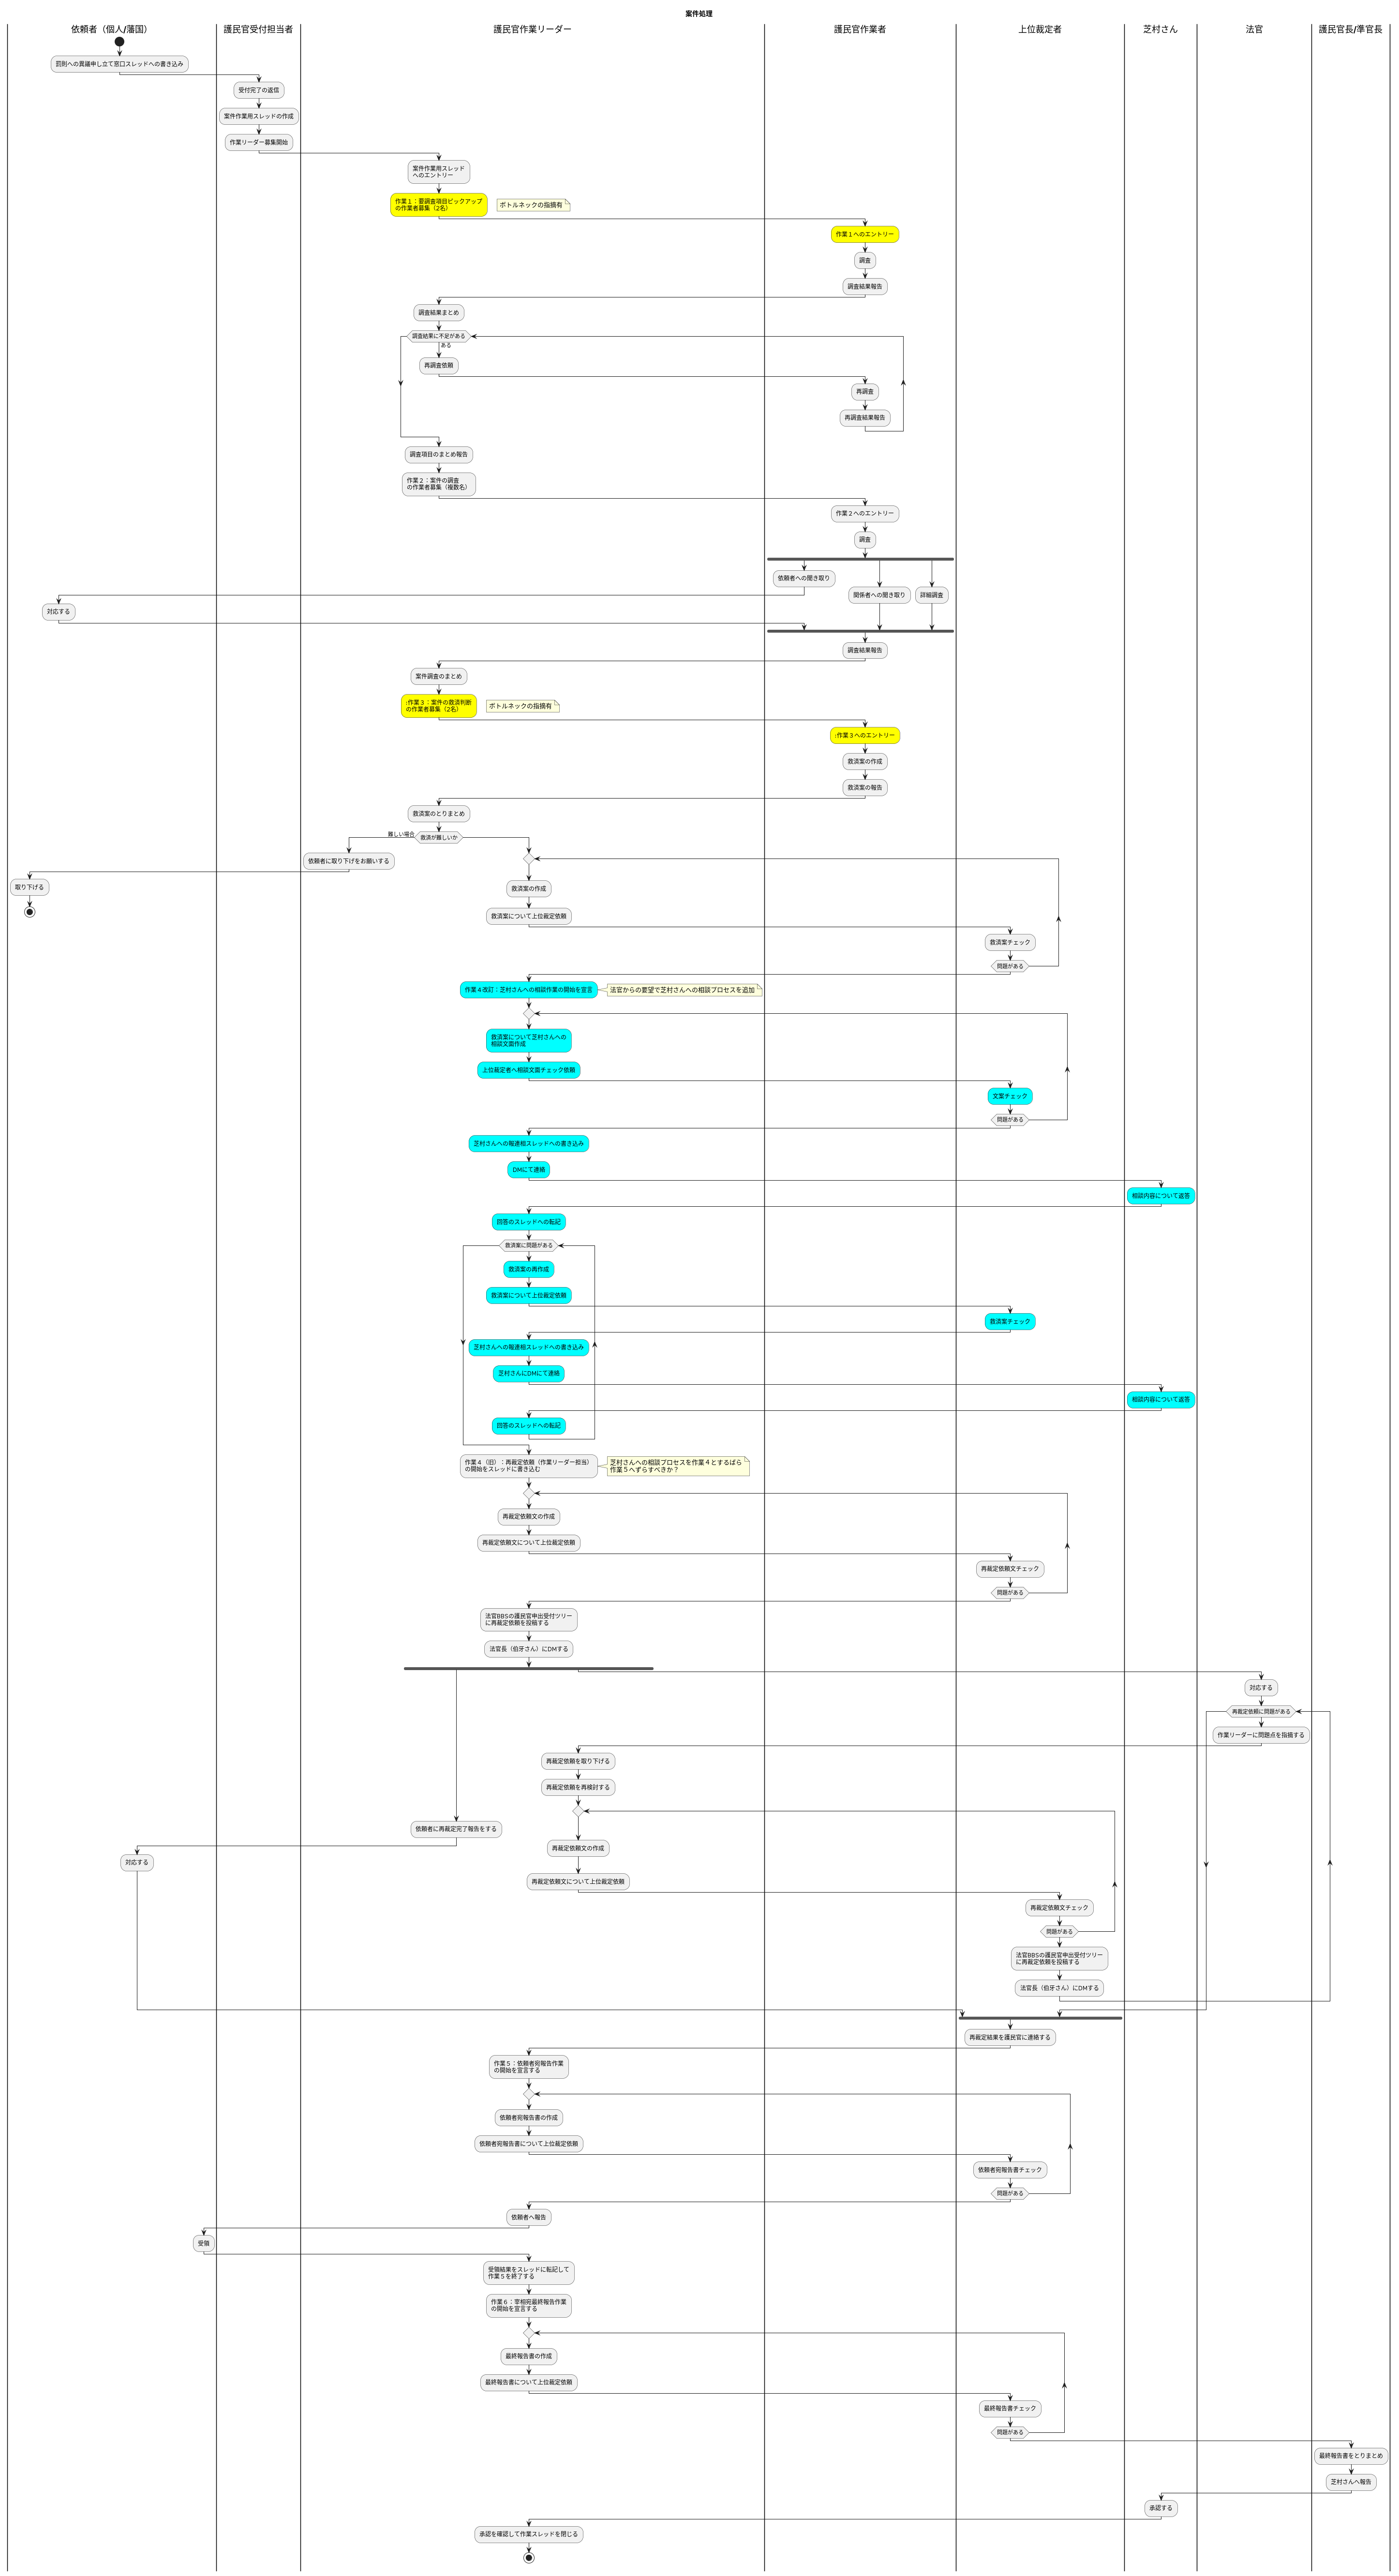 案件処理
依頼者（個人/藩国）
護民官受付担当者
護民官作業リーダー
護民官作業者
上位裁定者
芝村さん
法官
護民官長/準官長
罰則への異議申し立て窓口スレッドへの書き込み
受付完了の返信
案件作業用スレッドの作成
作業リーダー募集開始
案件作業用スレッド
へのエントリー
作業１：要調査項目ピックアップ
の作業者募集（2名）
ボトルネックの指摘有
作業１へのエントリー
調査
調査結果報告
調査結果まとめ
調査結果に不足がある
ある
再調査依頼
再調査
再調査結果報告
調査項目のまとめ報告
作業２：案件の調査
の作業者募集（複数名）
作業２へのエントリー
調査
依頼者への聞き取り
関係者への聞き取り
詳細調査
対応する
調査結果報告
案件調査のまとめ
:作業３：案件の救済判断
の作業者募集（2名）
ボトルネックの指摘有
:作業３へのエントリー
救済案の作成
救済案の報告
救済案のとりまとめ
難しい場合
救済が難しいか
依頼者に取り下げをお願いする
取り下げる
救済案の作成
救済案について上位裁定依頼
救済案チェック
問題がある
作業４改訂：芝村さんへの相談作業の開始を宣言
法官からの要望で芝村さんへの相談プロセスを追加
救済案について芝村さんへの
相談文面作成
上位裁定者へ相談文面チェック依頼
文案チェック
問題がある
芝村さんへの報連相スレッドへの書き込み
DMにて連絡
相談内容について返答
回答のスレッドへの転記
救済案に問題がある
救済案の再作成
救済案について上位裁定依頼
救済案チェック
芝村さんへの報連相スレッドへの書き込み
芝村さんにDMにて連絡
相談内容について返答
回答のスレッドへの転記
作業４（旧）：再裁定依頼（作業リーダー担当）
の開始をスレッドに書き込む
芝村さんへの相談プロセスを作業４とするばら
作業５へずらすべきか？
再裁定依頼文の作成
再裁定依頼文について上位裁定依頼
再裁定依頼文チェック
問題がある
法官BBSの護民官申出受付ツリー
に再裁定依頼を投稿する
法官長（伯牙さん）にDMする
対応する
再裁定依頼に問題がある
作業リーダーに問題点を指摘する
再裁定依頼を取り下げる
再裁定依頼を再検討する
依頼者に再裁定完了報告をする
再裁定依頼文の作成
対応する
再裁定依頼文について上位裁定依頼
再裁定依頼文チェック
問題がある
法官BBSの護民官申出受付ツリー
に再裁定依頼を投稿する
法官長（伯牙さん）にDMする
再裁定結果を護民官に連絡する
作業５：依頼者宛報告作業
の開始を宣言する
依頼者宛報告書の作成
依頼者宛報告書について上位裁定依頼
依頼者宛報告書チェック
問題がある
依頼者へ報告
受領
受領結果をスレッドに転記して
作業５を終了する
作業６：宰相宛最終報告作業
の開始を宣言する
最終報告書の作成
最終報告書について上位裁定依頼
最終報告書チェック
問題がある
最終報告書をとりまとめ
芝村さんへ報告
承認する
承認を確認して作業スレッドを閉じる